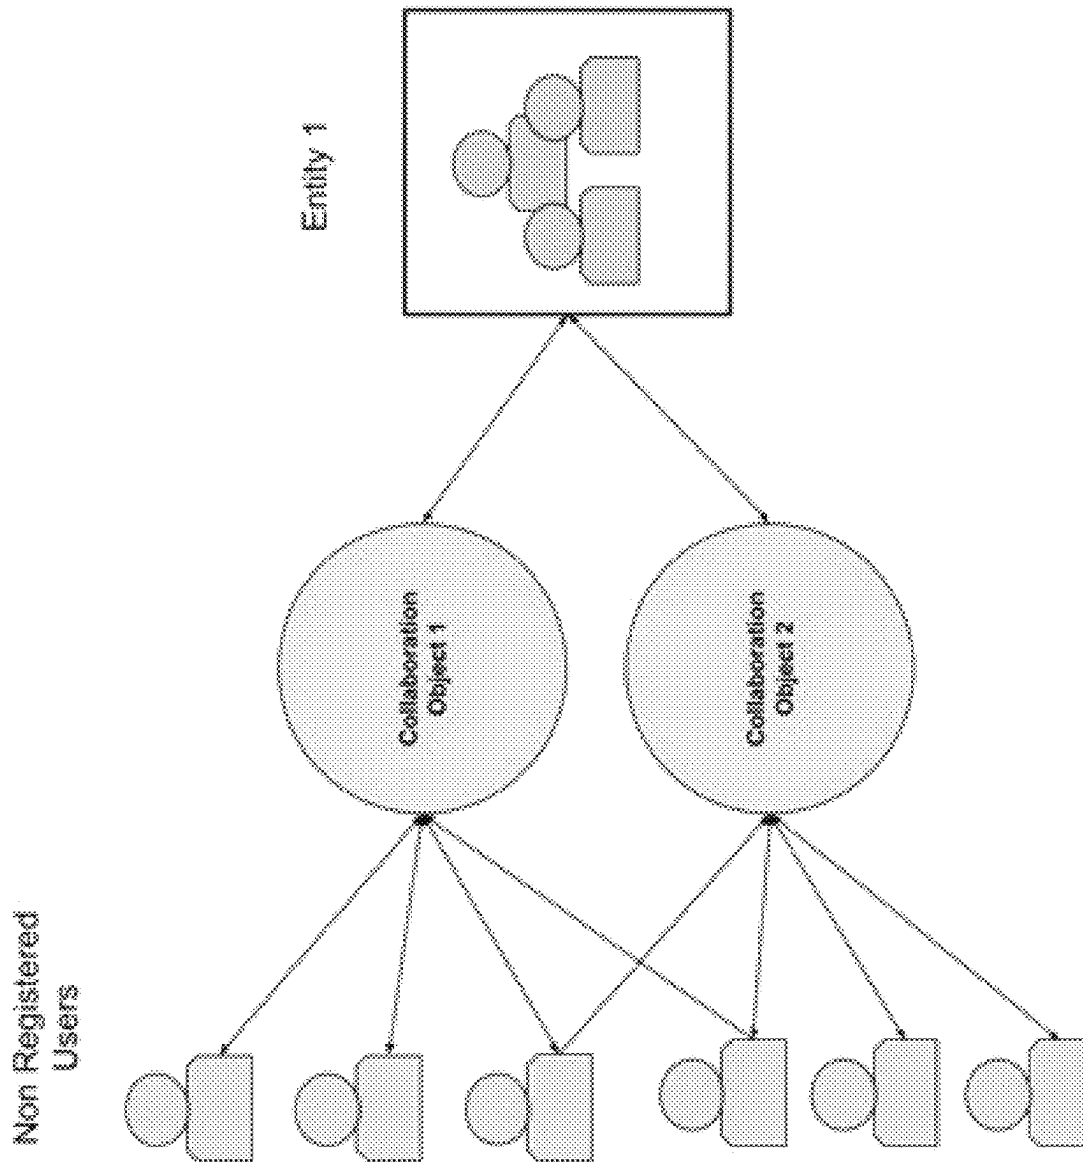 Non Registered
Users
Collaboration
Object 1
Collaboration
Object 2
Entity 1